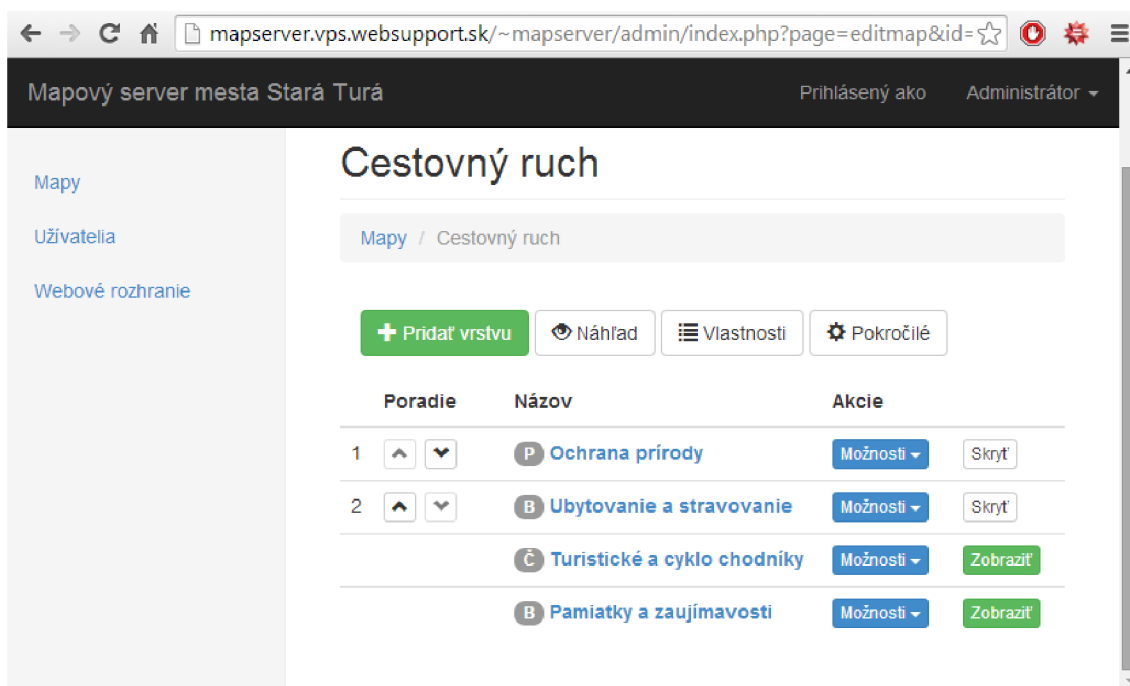 mapserver.vps.websupport.sk/~mapserver/admin/index.php?page=editmap&id=
Mapový server mesta Stará Turá Prihlásený ako Administrátor
Mapy
Užívatelia
Webové rozhranie
Cestovný ruch
Mapy / Cestovný ruch
Pridať vrstvu Náhľad Vlastnosti Pokročilé
Poradie Názov Akcie
1 P Ochrana prírody Možnosti Skryť
2 B Ubytovanie a stravovanie Možnosti Skryť
Č Turistické a cyklo chodníky Možnosti Zobraziť
B Pamiatky a zaujímavosti Možnosti Zobraziť